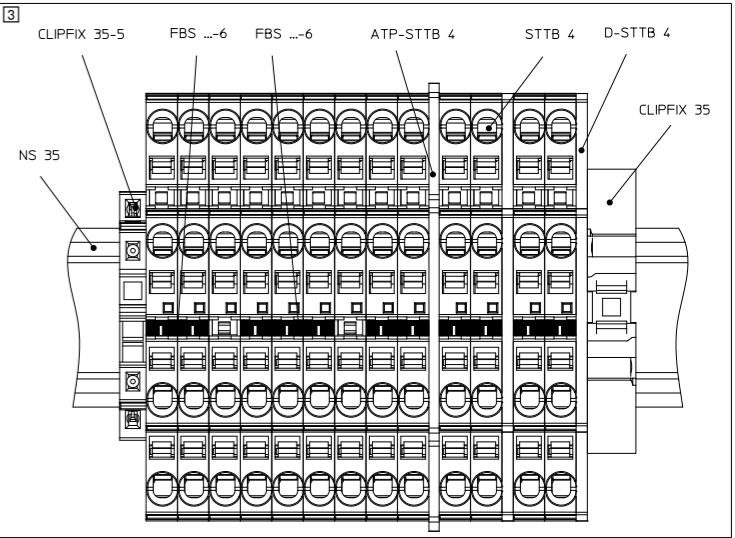 3
CLIPFIX 35-5 FBS ...-6 FBS ...-6 ATP-STTB 4 STTB 4 D-STTB 4
CLIPFIX 35
NS 35